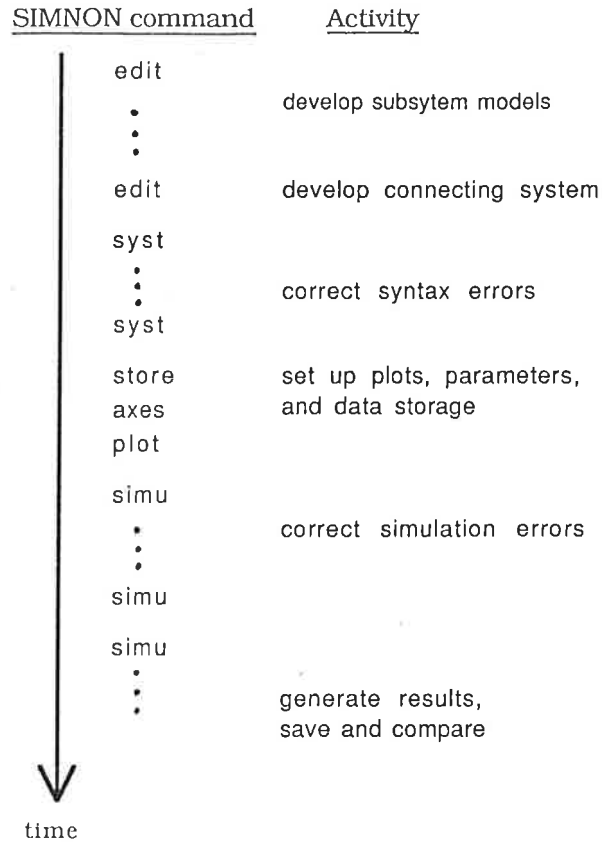 SIMNON command Activity
edit
develop subsytem models
edit develop connecting system
syst
correct syntax errors
syst
store set up plots, parameters,
axes and data storage
plot
simu
correct simulation errors
simu
simu
generate results,
save and compare
time